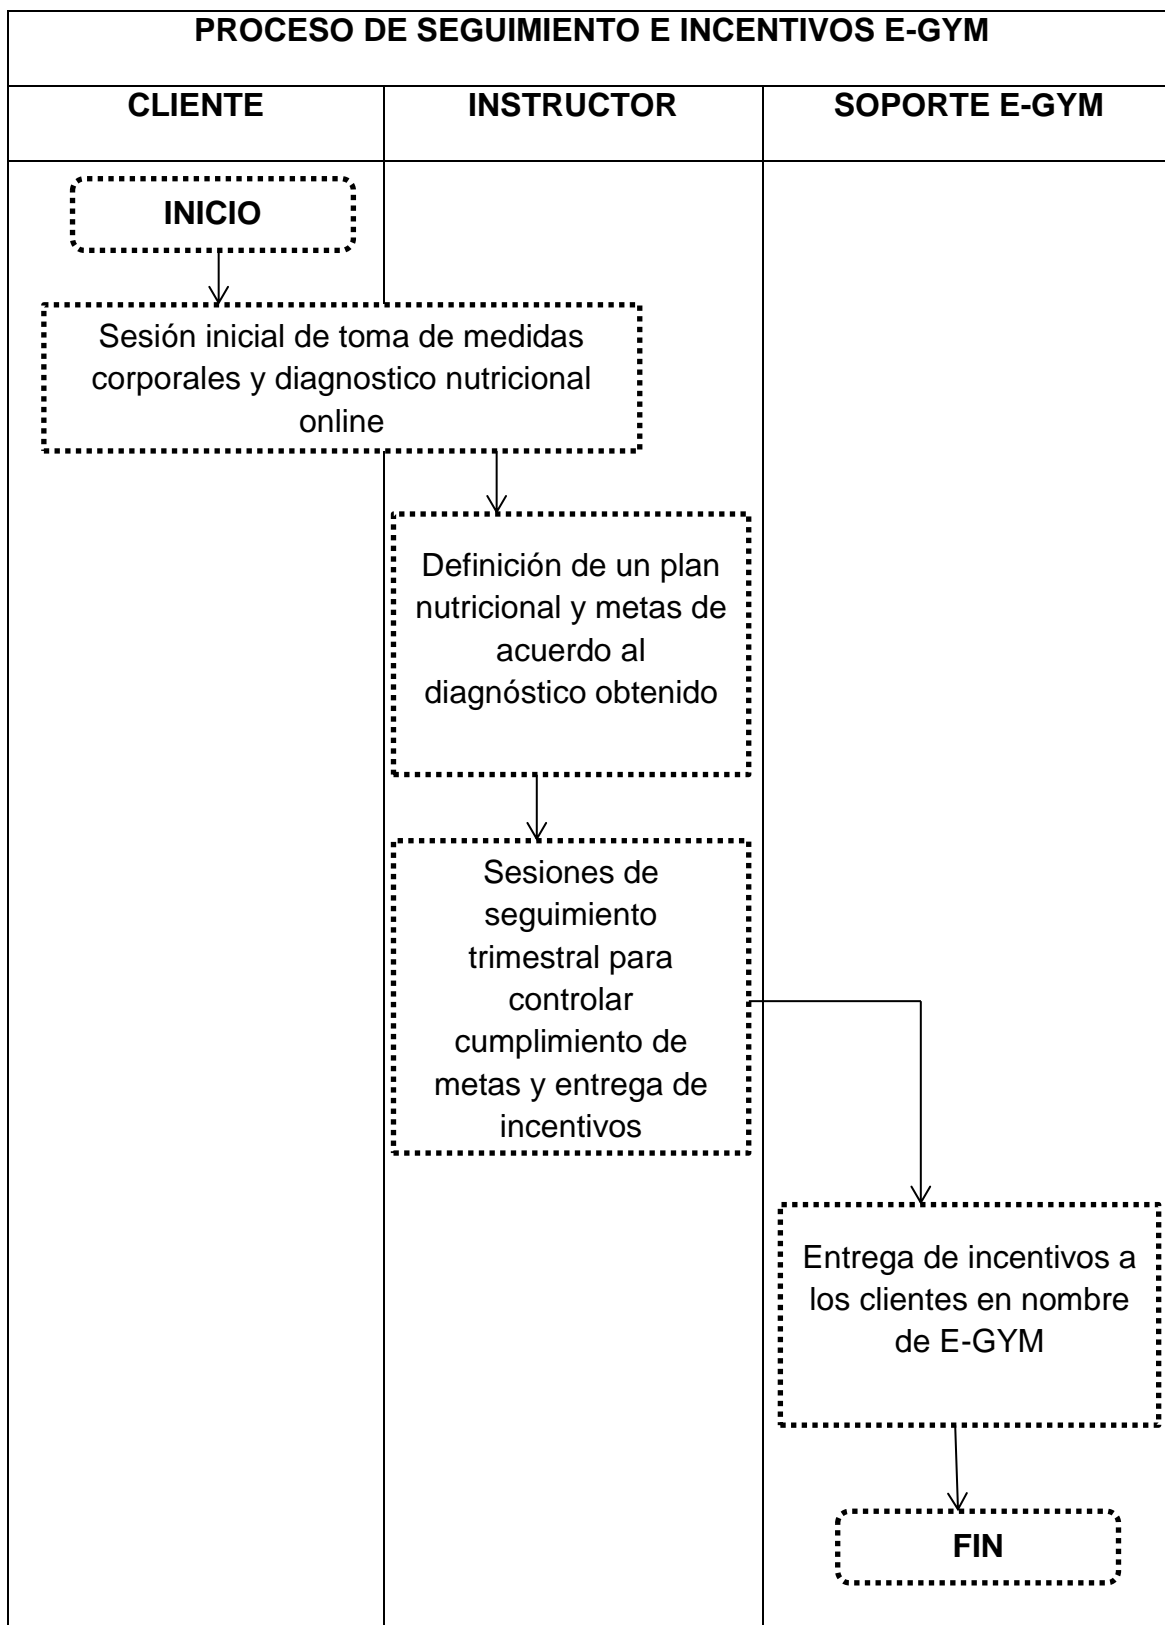 PROCESO DE SEGUIMIENTO E INCENTIVOS E-GYM
CLIENTE
INSTRUCTOR
SOPORTE E-GYM
INICIO
Sesión inicial de toma de medidas
corporales y diagnostico nutricional
online
Definición de un plan
nutricional y metas de
acuerdo al
diagnóstico obtenido
Sesiones de
seguimiento
trimestral para
controlar
cumplimiento de
metas y entrega de
incentivos
Entrega de incentivos a
los clientes en nombre
de E-GYM
FIN